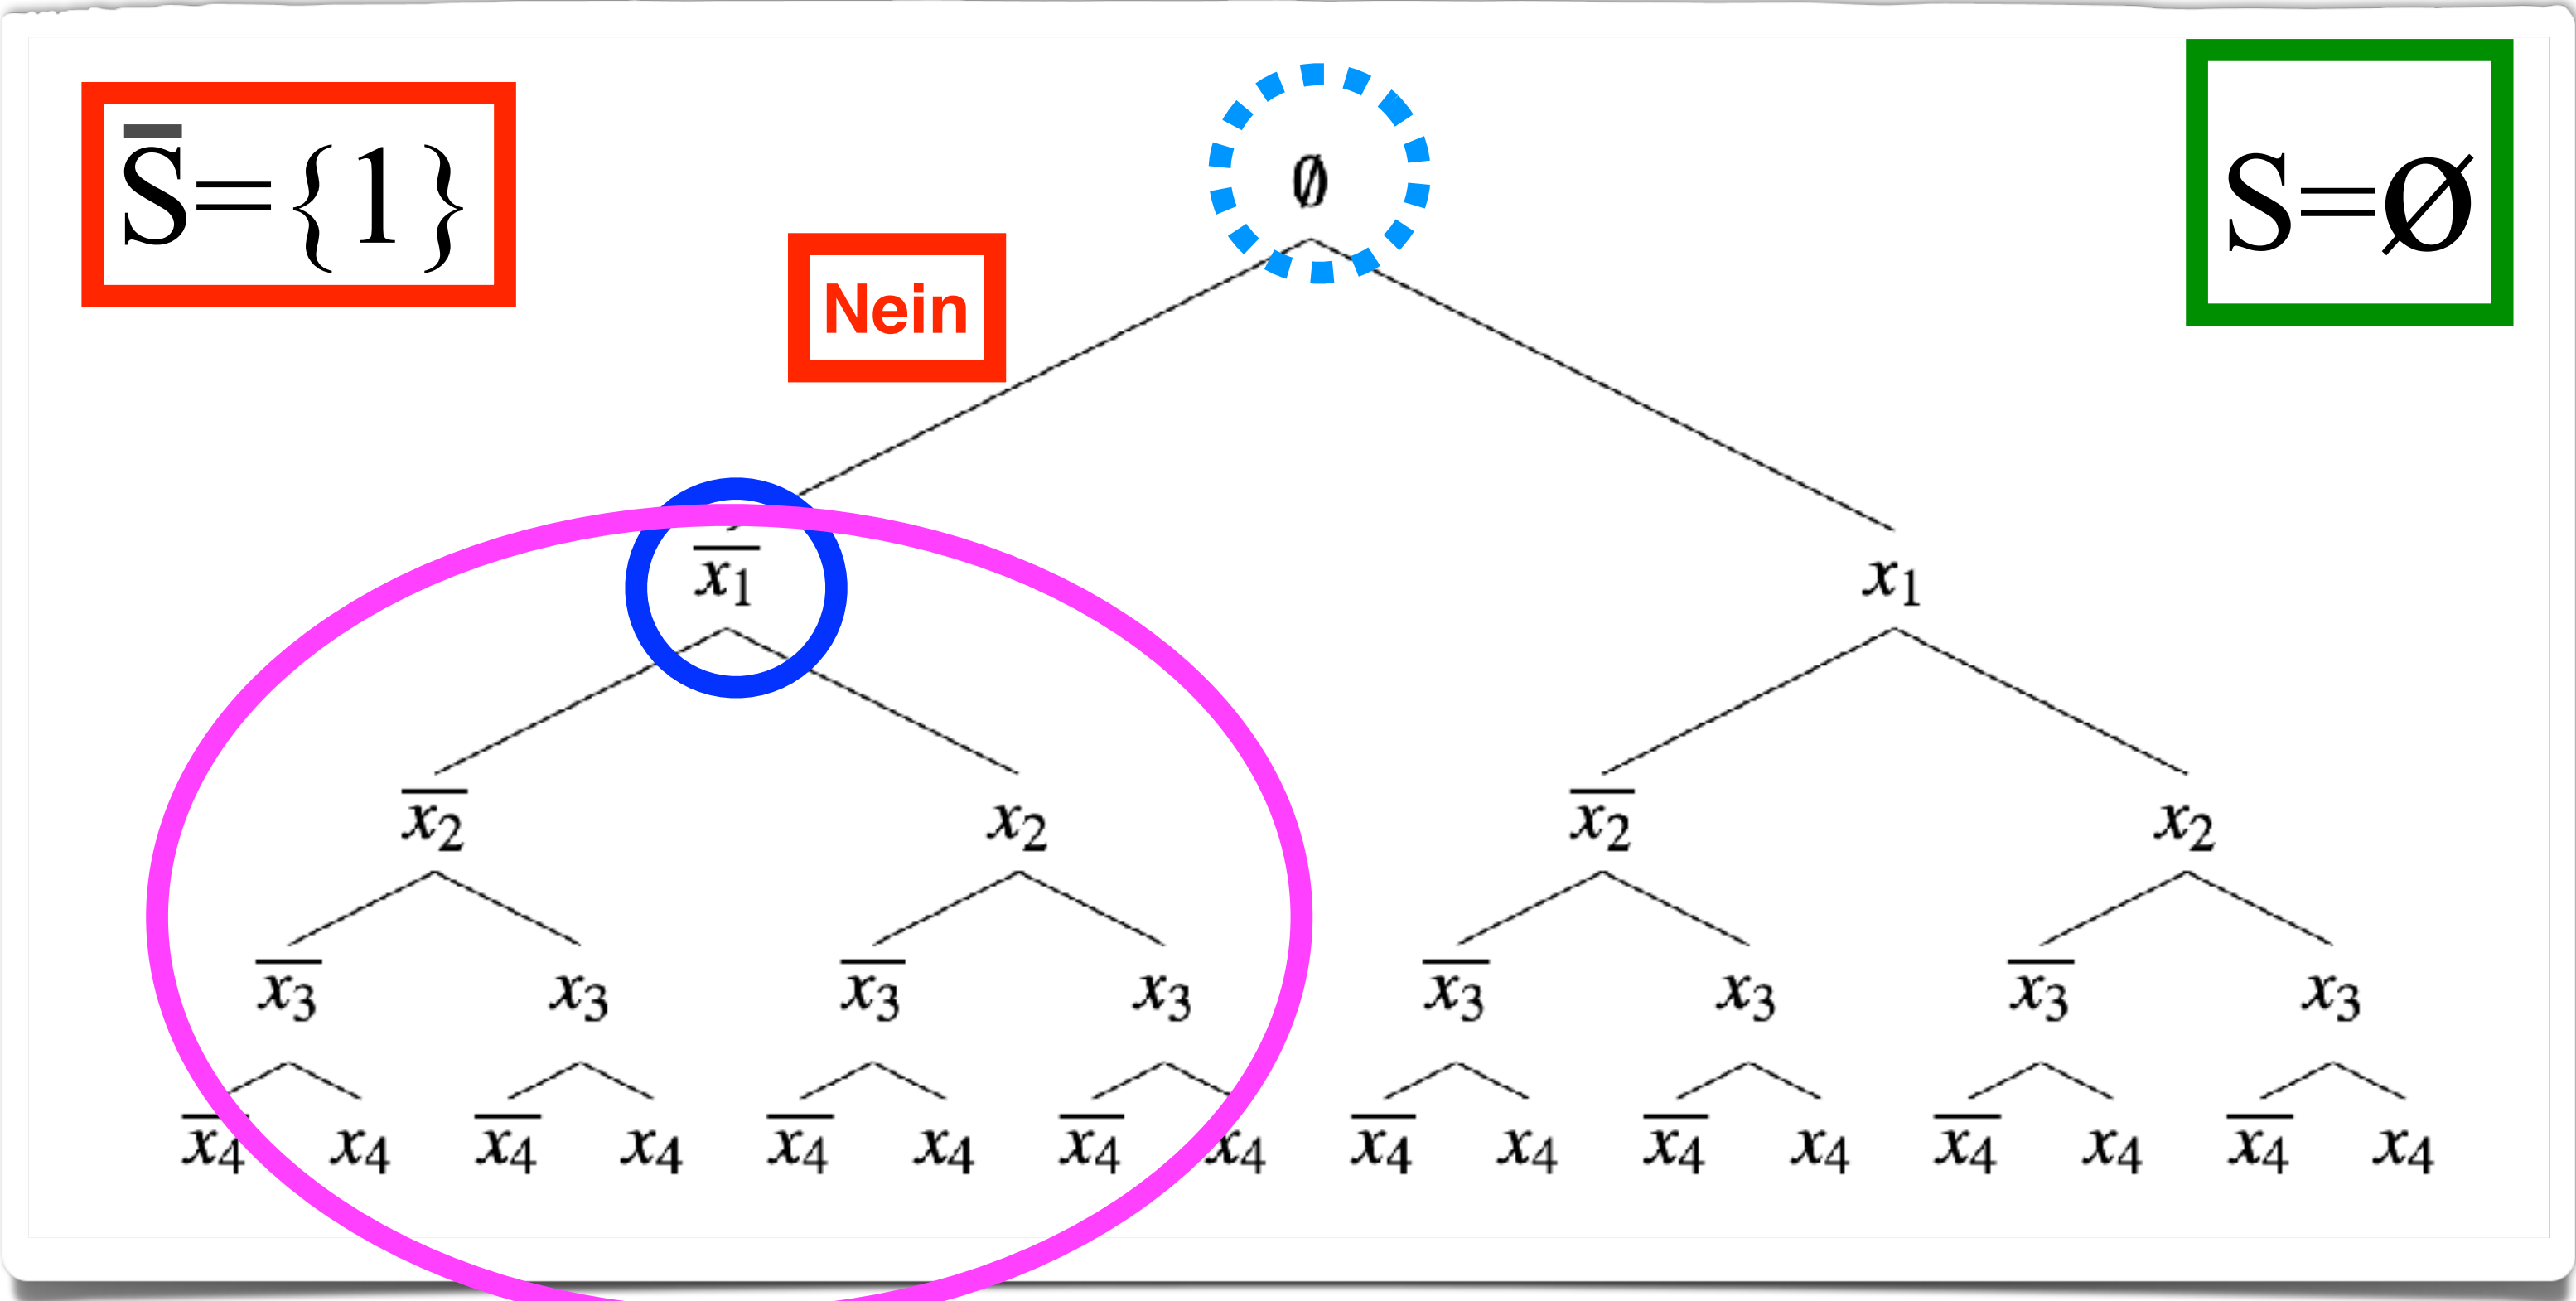 S̅={1}
∅
S=Ø
Nein
x̅₁ x₁
x̅₂ x₂ x̅₂ x₂
x̅₃ x₃ x̅₃ x₃ x̅₃ x₃ x̅₃ x₃
x̅₄ x₄ x̅₄ x₄ x̅₄ x₄ x̅₄ x₄ x̅₄ x₄ x̅₄ x₄ x̅₄ x₄ x̅₄ x₄